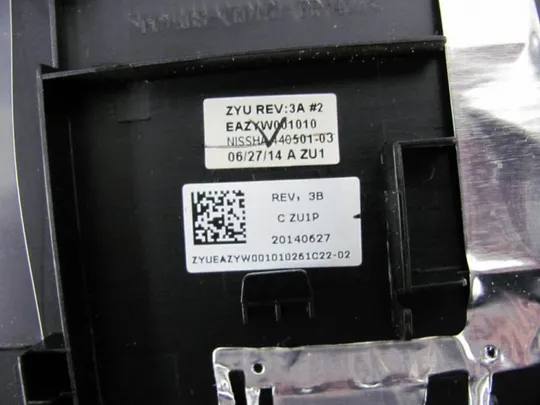 ZYU REV:3A #2
EAZYW001010
NISSHA 140501-03
06/27/14 A ZU1
REV: 3B
C ZU1P
20140627
ZYUEAZYW001010261C22-02